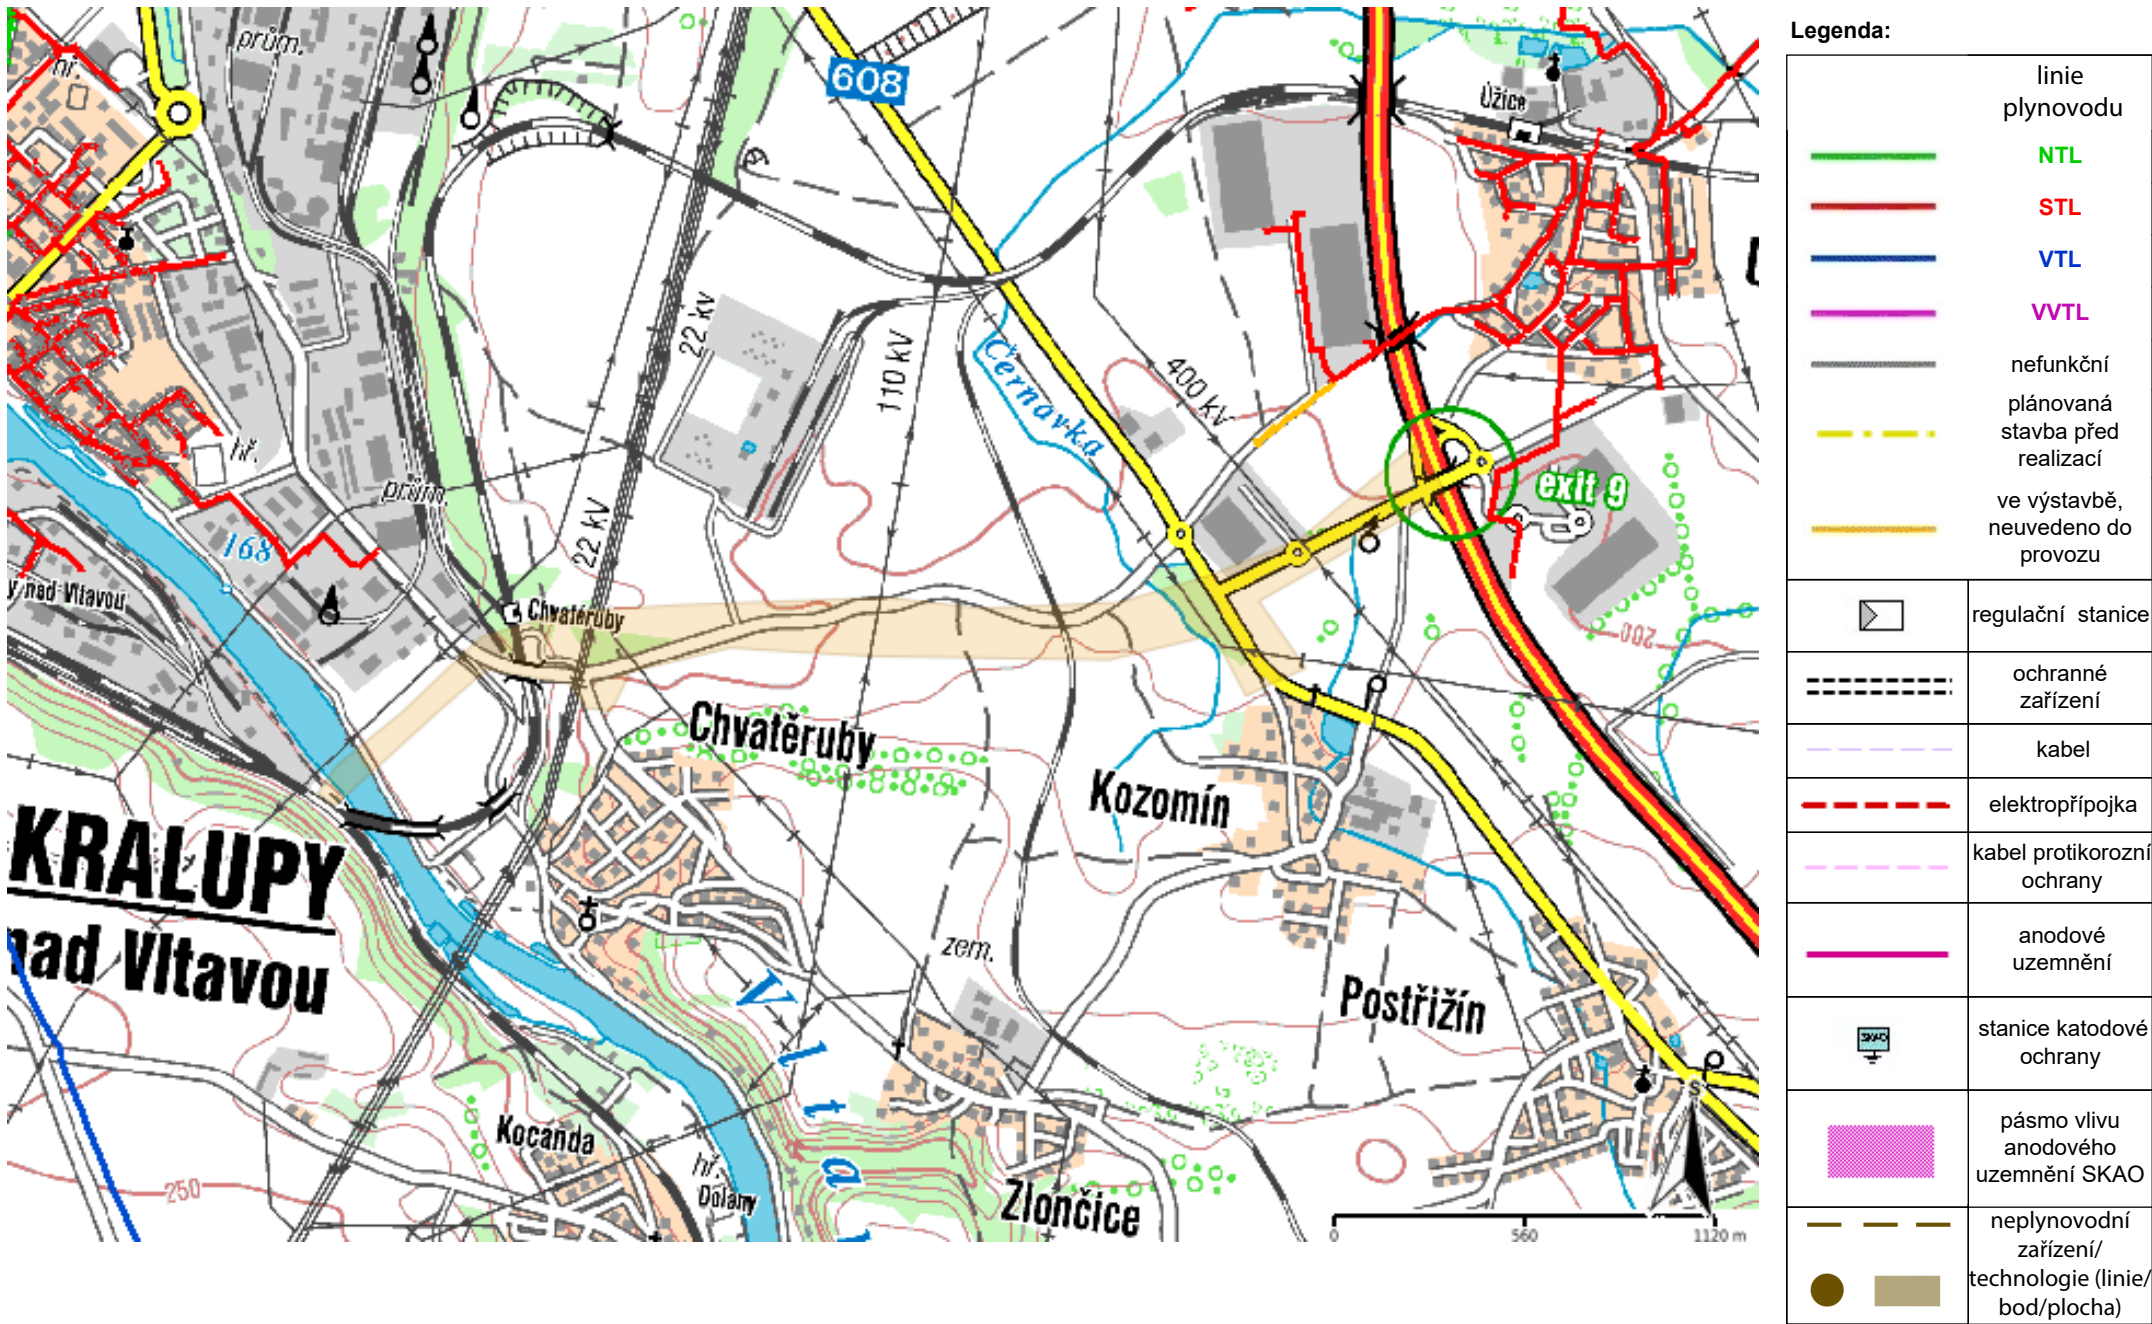 prům.
hř.
608
Úžice
22 kV
110 kV
Černavka
400 kV
hř.
prům.
exit 9
168
22 kV
y nad Vltavou
Chvatěruby
200
Chvatěruby
Kozomín
KRALUPY
nad Vltavou
zem.
Postřižín
Vlta
Kocanda
hř.
Dolany
250
Zlončice
0
560
1120 m
S
Legenda:
linie
plynovodu
NTL
STL
VTL
VVTL
nefunkční
plánovaná
stavba před
realizací
ve výstavbě,
neuvedeno do
provozu
regulační stanice
ochranné
zařízení
kabel
elektropřípojka
kabel protikorozní
ochrany
anodové
uzemnění
SKAO
stanice katodové
ochrany
pásmo vlivu
anodového
uzemnění SKAO
neplynovodní
zařízení/
technologie (linie/
bod/plocha)